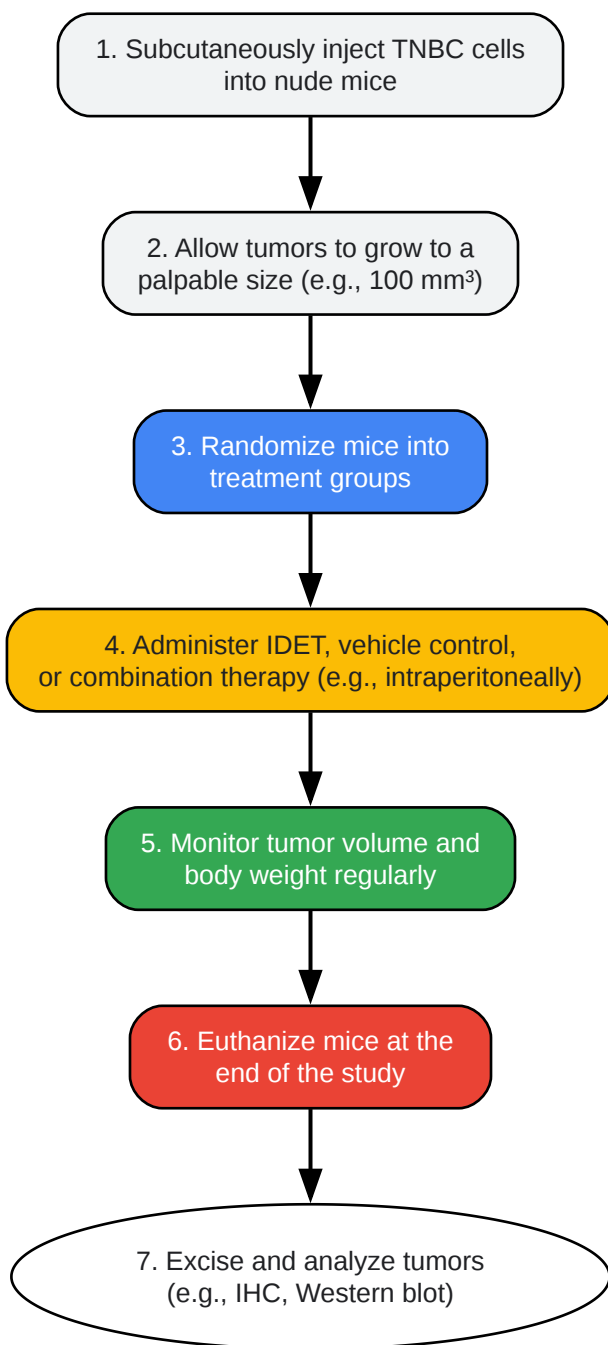 1. Subcutaneously inject TNBC cells
into nude mice
2. Allow tumors to grow to a
palpable size (e.g., 100 mm³)
3. Randomize mice into
treatment groups
4. Administer IDET, vehicle control,
or combination therapy (e.g., intraperitoneally)
5. Monitor tumor volume and
body weight regularly
6. Euthanize mice at the
end of the study
7. Excise and analyze tumors
(e.g., IHC, Western blot)